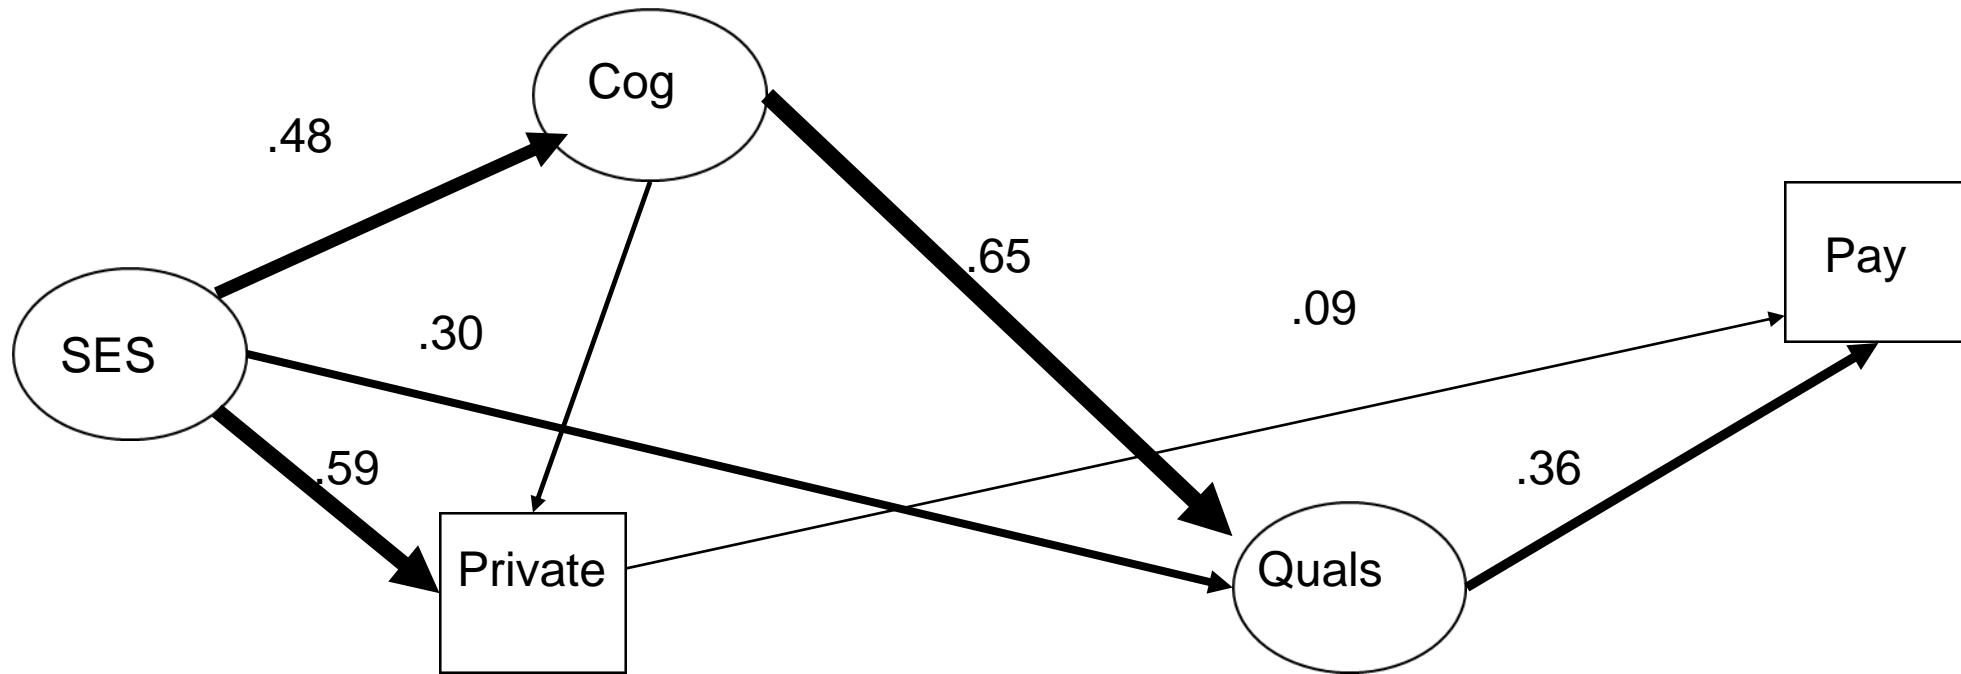 Cog
.48
.65
Pay
.09
.30
SES
.59
.36
Private
Quals